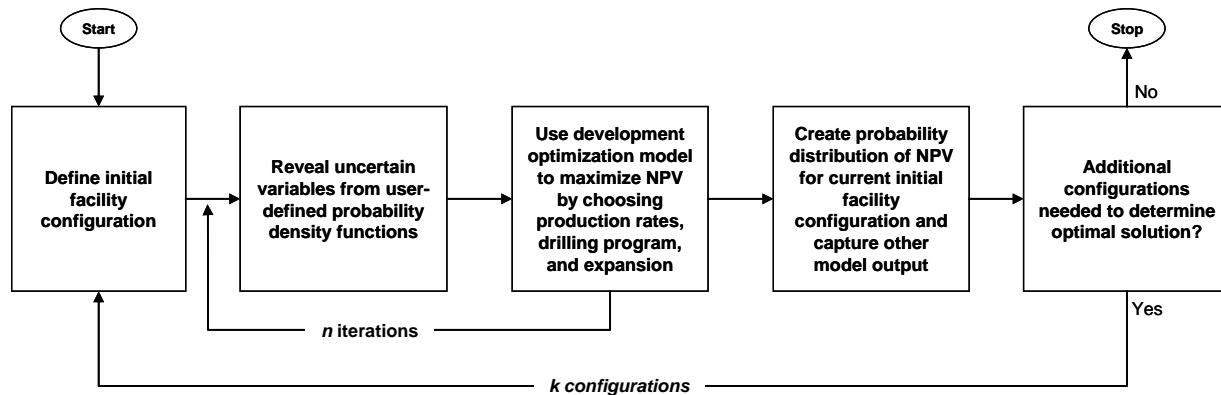 Start
Stop
No
Define initial
facility
configuration
Reveal uncertain
variables from user-
defined probability
density functions
Use development
optimization model
to maximize NPV
by choosing
production rates,
drilling program,
and expansion
Create probability
distribution of NPV
for current initial
facility
configuration and
capture other
model output
Additional
configurations
needed to determine
optimal solution?
Yes
n iterations
k configurations